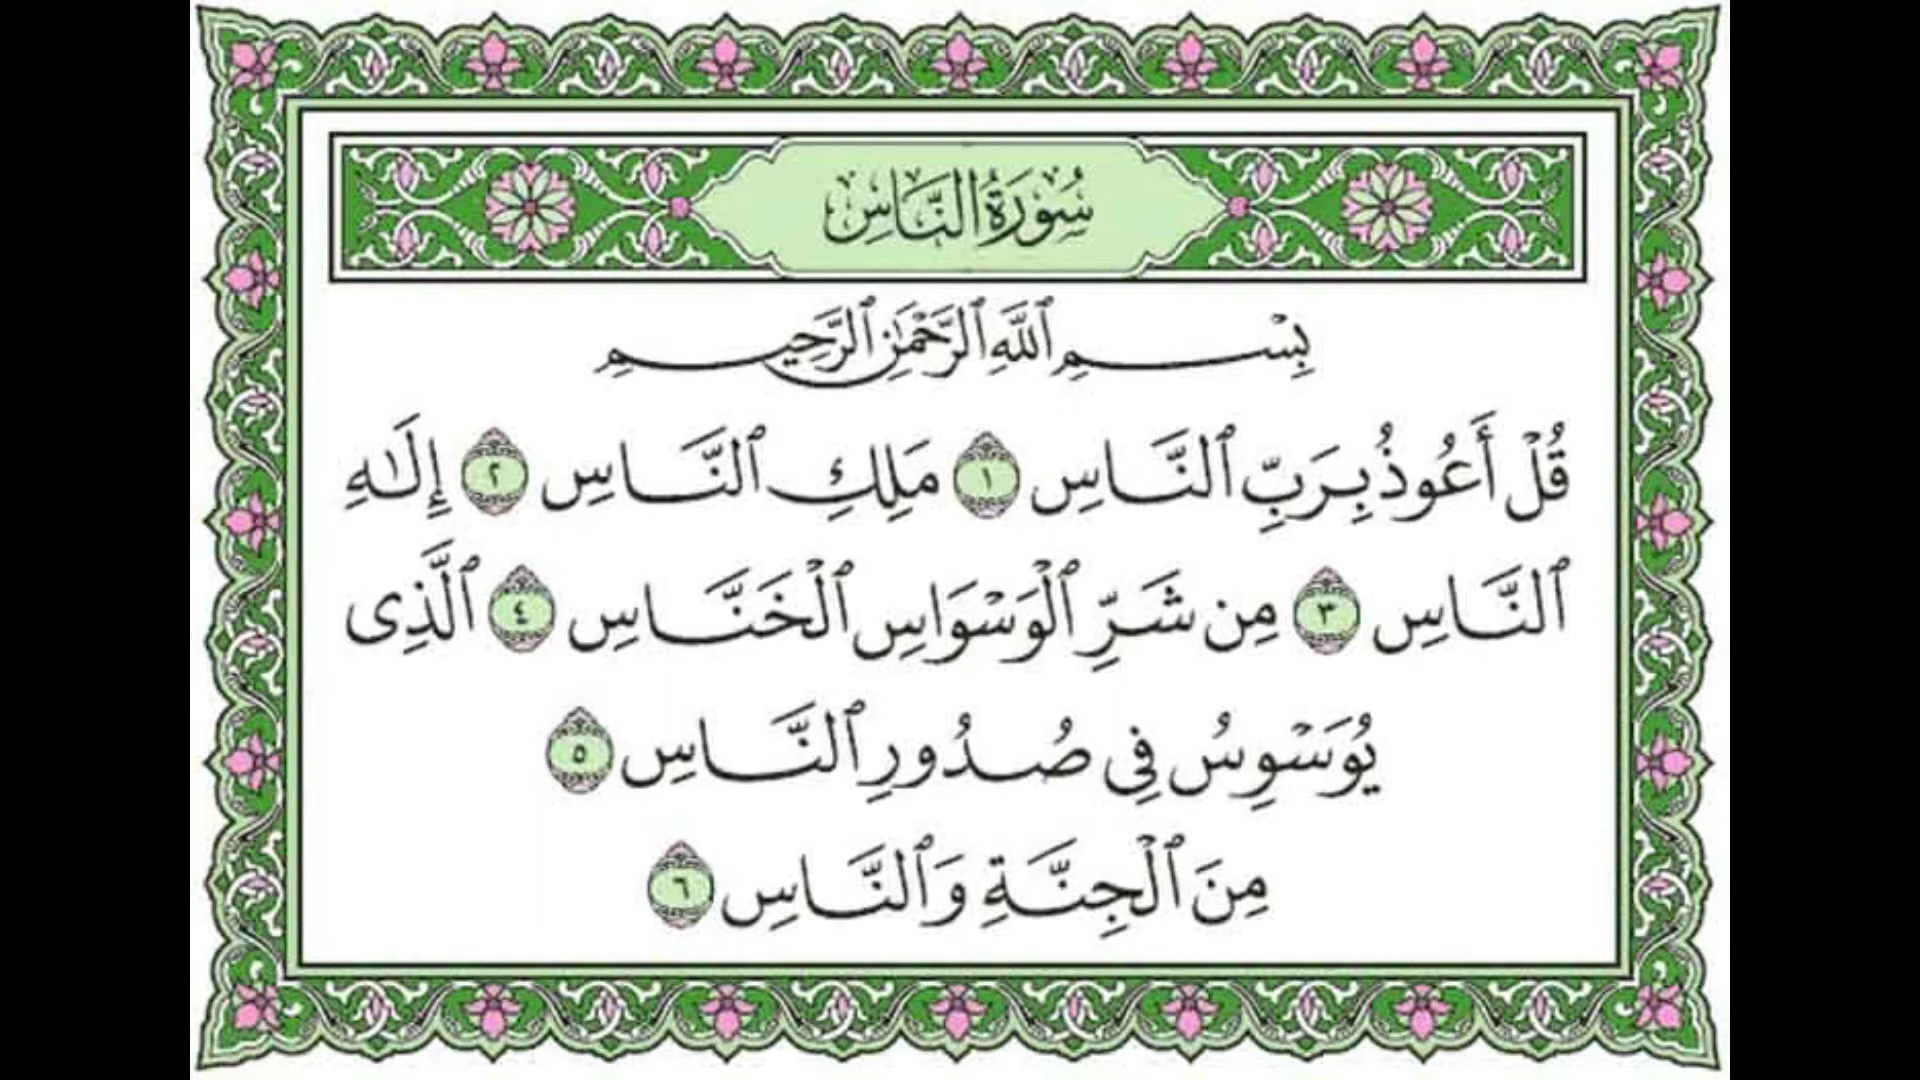 سُورَةُ النَّاسِ
بِسْمِ ٱللَّهِ ٱلرَّحْمَٰنِ ٱلرَّحِيمِ
قُلْ أَعُوذُ بِرَبِّ ٱلنَّاسِ ١ مَلِكِ ٱلنَّاسِ ٢ إِلَٰهِ
ٱلنَّاسِ ٣ مِن شَرِّ ٱلْوَسْوَاسِ ٱلْخَنَّاسِ ٤ ٱلَّذِى
يُوَسْوِسُ فِى صُدُورِ ٱلنَّاسِ ٥
مِنَ ٱلْجِنَّةِ وَٱلنَّاسِ ٦